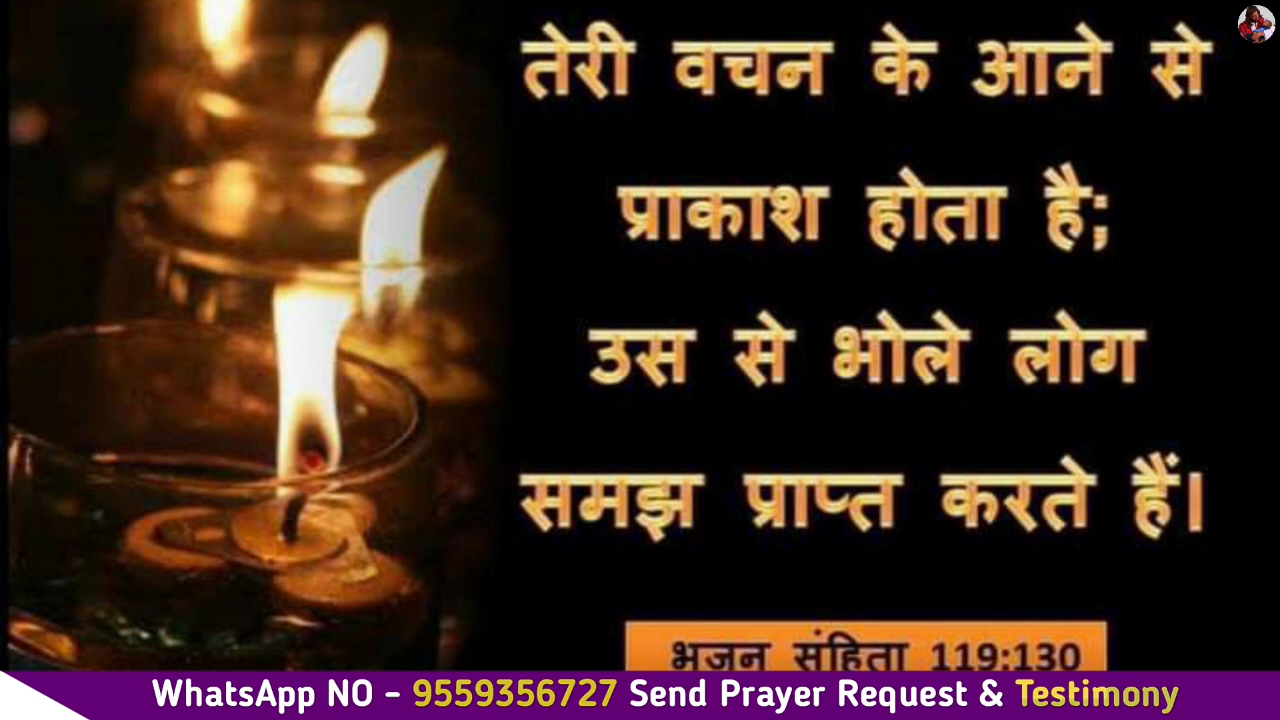 तेरी वचन के आने से
प्राकाश होता है;
उस से भोले लोग
समझ प्राप्त करते हैं।
भजन संहिता 119:130
WhatsApp NO - 9559356727 Send Prayer Request & Testimony